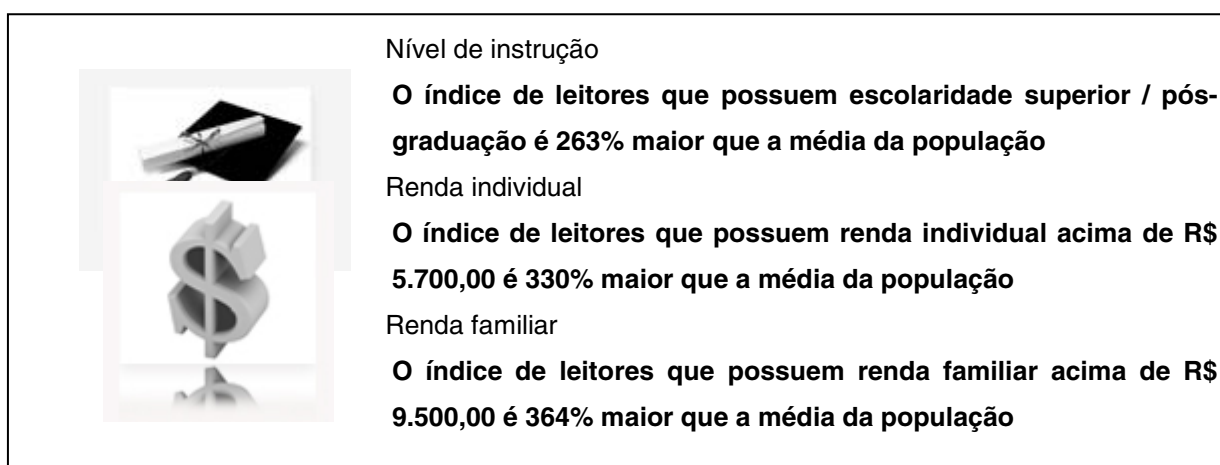 Nível de instrução
O índice de leitores que possuem escolaridade superior / pós-
graduação é 263% maior que a média da população
Renda individual
O índice de leitores que possuem renda individual acima de R$
5.700,00 é 330% maior que a média da população
Renda familiar
O índice de leitores que possuem renda familiar acima de R$
9.500,00 é 364% maior que a média da população